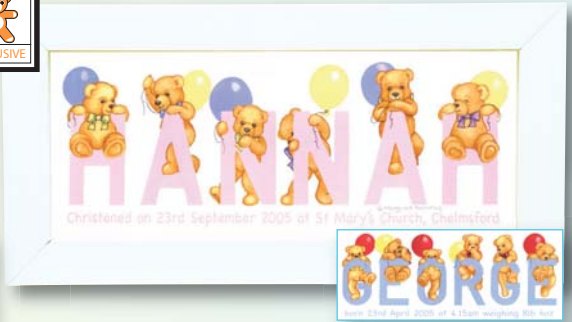 USIVE
HANNAH
Christened on 23rd September 2005 at St Mary's Church, Chelmsford
GEORGE
born 23rd April 2005 at 4.15am weighing 8lb